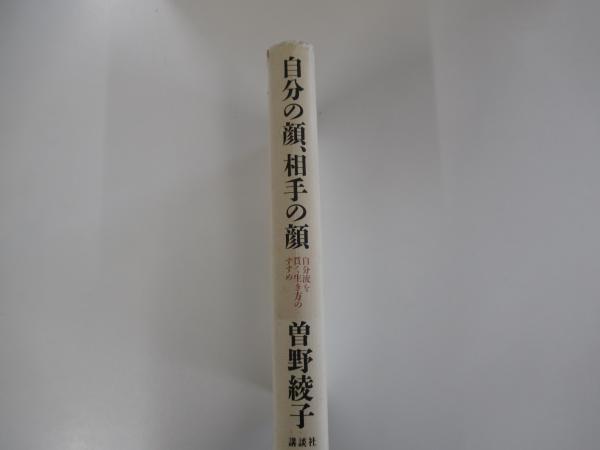 自分の顔、相手の顔
自分流を
貫く生き方の
すすめ
曽野綾子
講談社